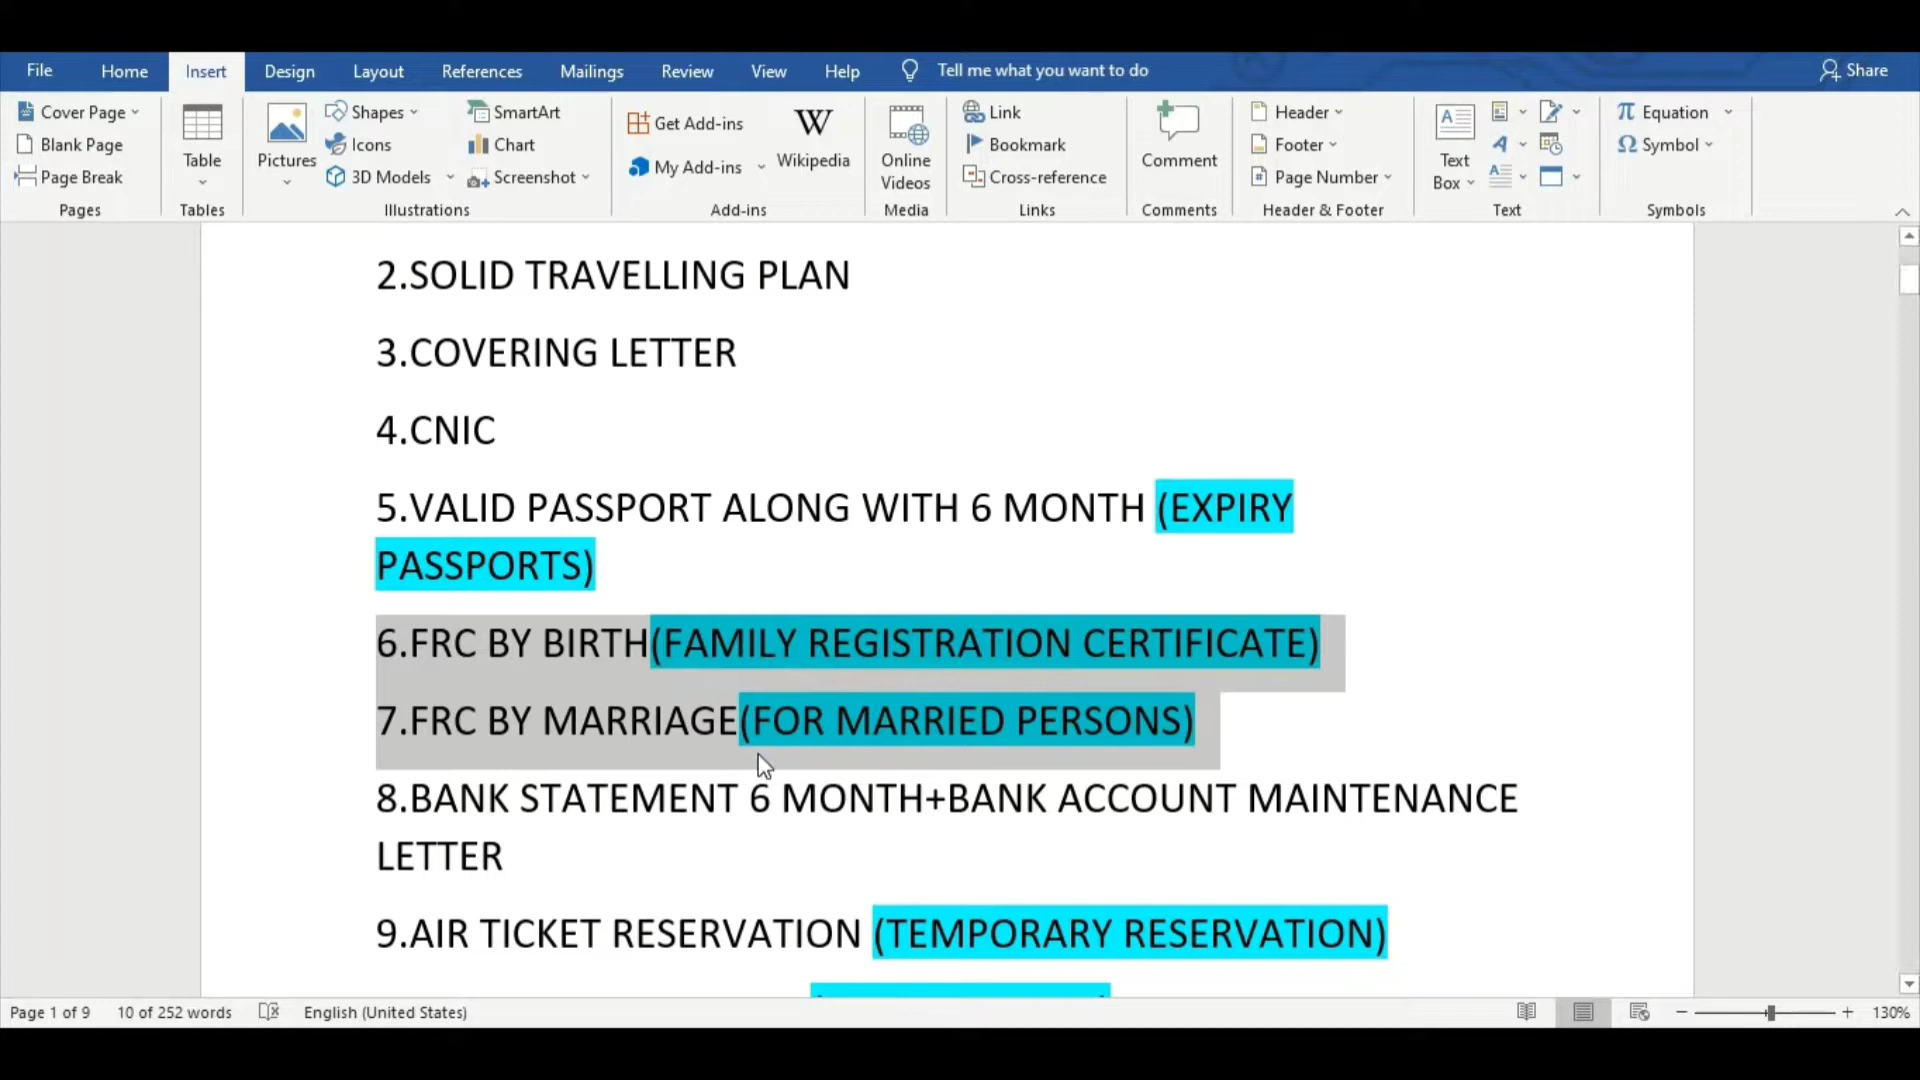 File Home Insert Design Layout References Mailings Review View Help Tell me what you want to do Share
Cover Page
Blank Page
Page Break
Pages
Table
Tables
Pictures
Shapes
Icons
3D Models
SmartArt
Chart
Screenshot
Illustrations
Get Add-ins
My Add-ins
W
Wikipedia
Add-ins
Online
Videos
Media
Link
Bookmark
Cross-reference
Links
Comment
Comments
Header
Footer
Page Number
Header & Footer
Text
Box
Text
Equation
Symbol
Symbols
2.SOLID TRAVELLING PLAN
3.COVERING LETTER
4.CNIC
5.VALID PASSPORT ALONG WITH 6 MONTH (EXPIRY
PASSPORTS)
6.FRC BY BIRTH(FAMILY REGISTRATION CERTIFICATE)
7.FRC BY MARRIAGE(FOR MARRIED PERSONS)
8.BANK STATEMENT 6 MONTH+BANK ACCOUNT MAINTENANCE
LETTER
9.AIR TICKET RESERVATION (TEMPORARY RESERVATION)
Page 1 of 9 10 of 252 words English (United States) 130%